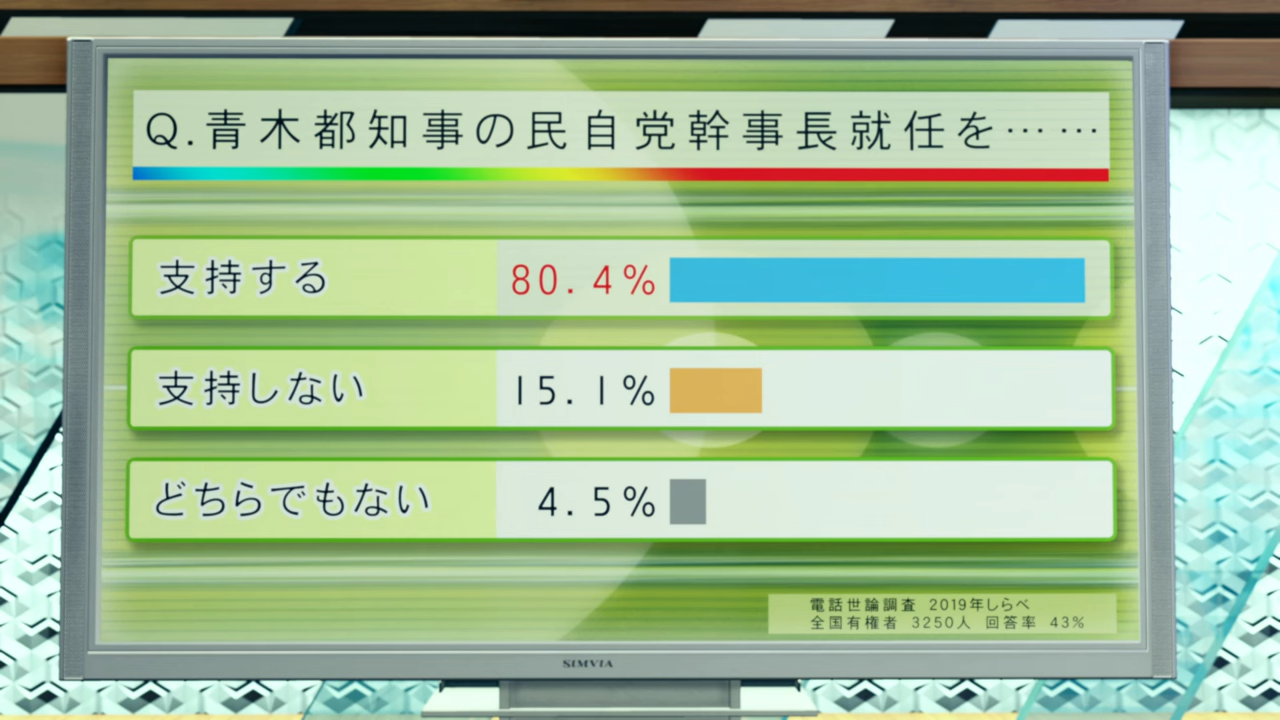 Q.青木都知事の民自党幹事長就任を……
支持する 80.4%
支持しない 15.1%
どちらでもない 4.5%
電話世論調査 2019年しらべ
全国有権者 3250人 回答率 43%
SIMVIA